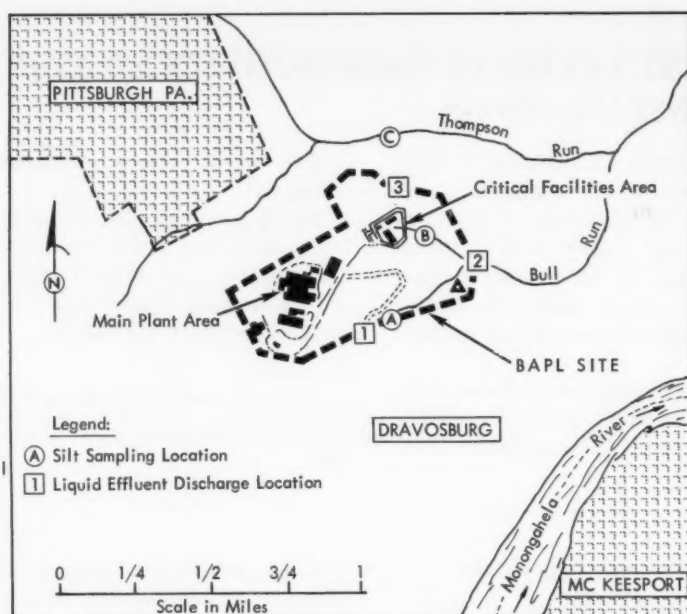 PITTSBURGH PA.
C
Thompson
Run
3
Critical Facilities Area
B
Run
N
2
Bull
Main Plant Area
1
A
BAPL SITE
Legend:
DRAVOSBURG
A Silt Sampling Location
1 Liquid Effluent Discharge Location
River
Monongahela
0 1/4 1/2 3/4 1
Scale in Miles
MC KEESPORT